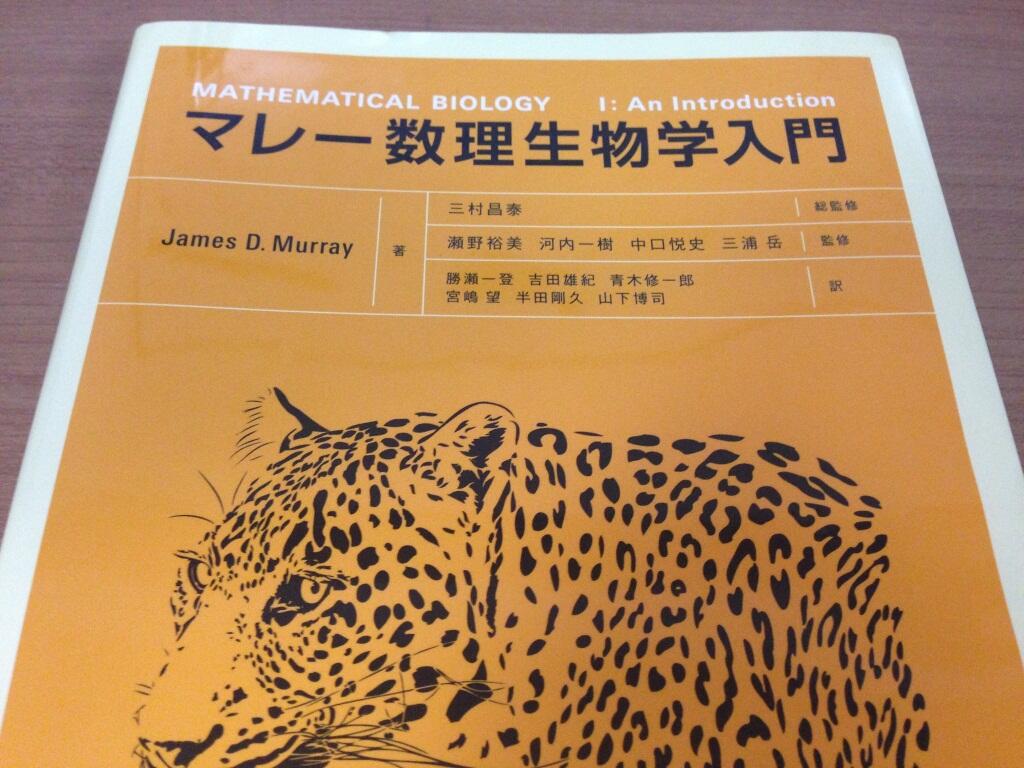 MATHEMATICAL BIOLOGY I: An Introduction
マレー数理生物学入門
James D. Murray 著
三村昌泰 総監修
瀬野裕美 河内一樹 中口悦史 三浦 岳 監修
勝瀬一登 吉田雄紀 青木修一郎
宮嶋 望 半田剛久 山下博司 訳